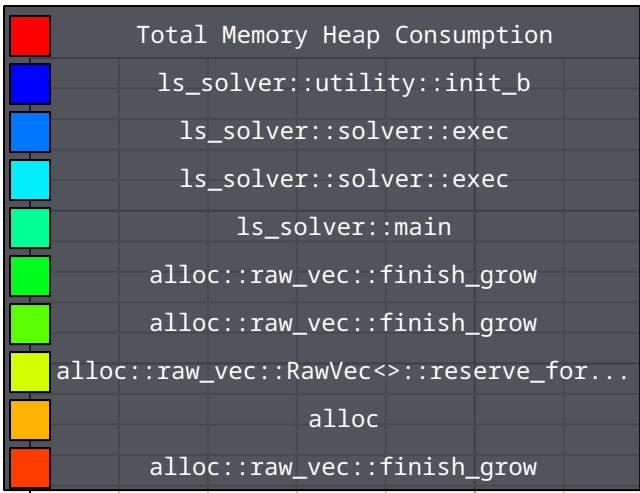 Total Memory Heap Consumption
ls_solver::utility::init_b
ls_solver::solver::exec
ls_solver::solver::exec
ls_solver::main
alloc::raw_vec::finish_grow
alloc::raw_vec::finish_grow
alloc::raw_vec::RawVec<>::reserve_for...
alloc
alloc::raw_vec::finish_grow